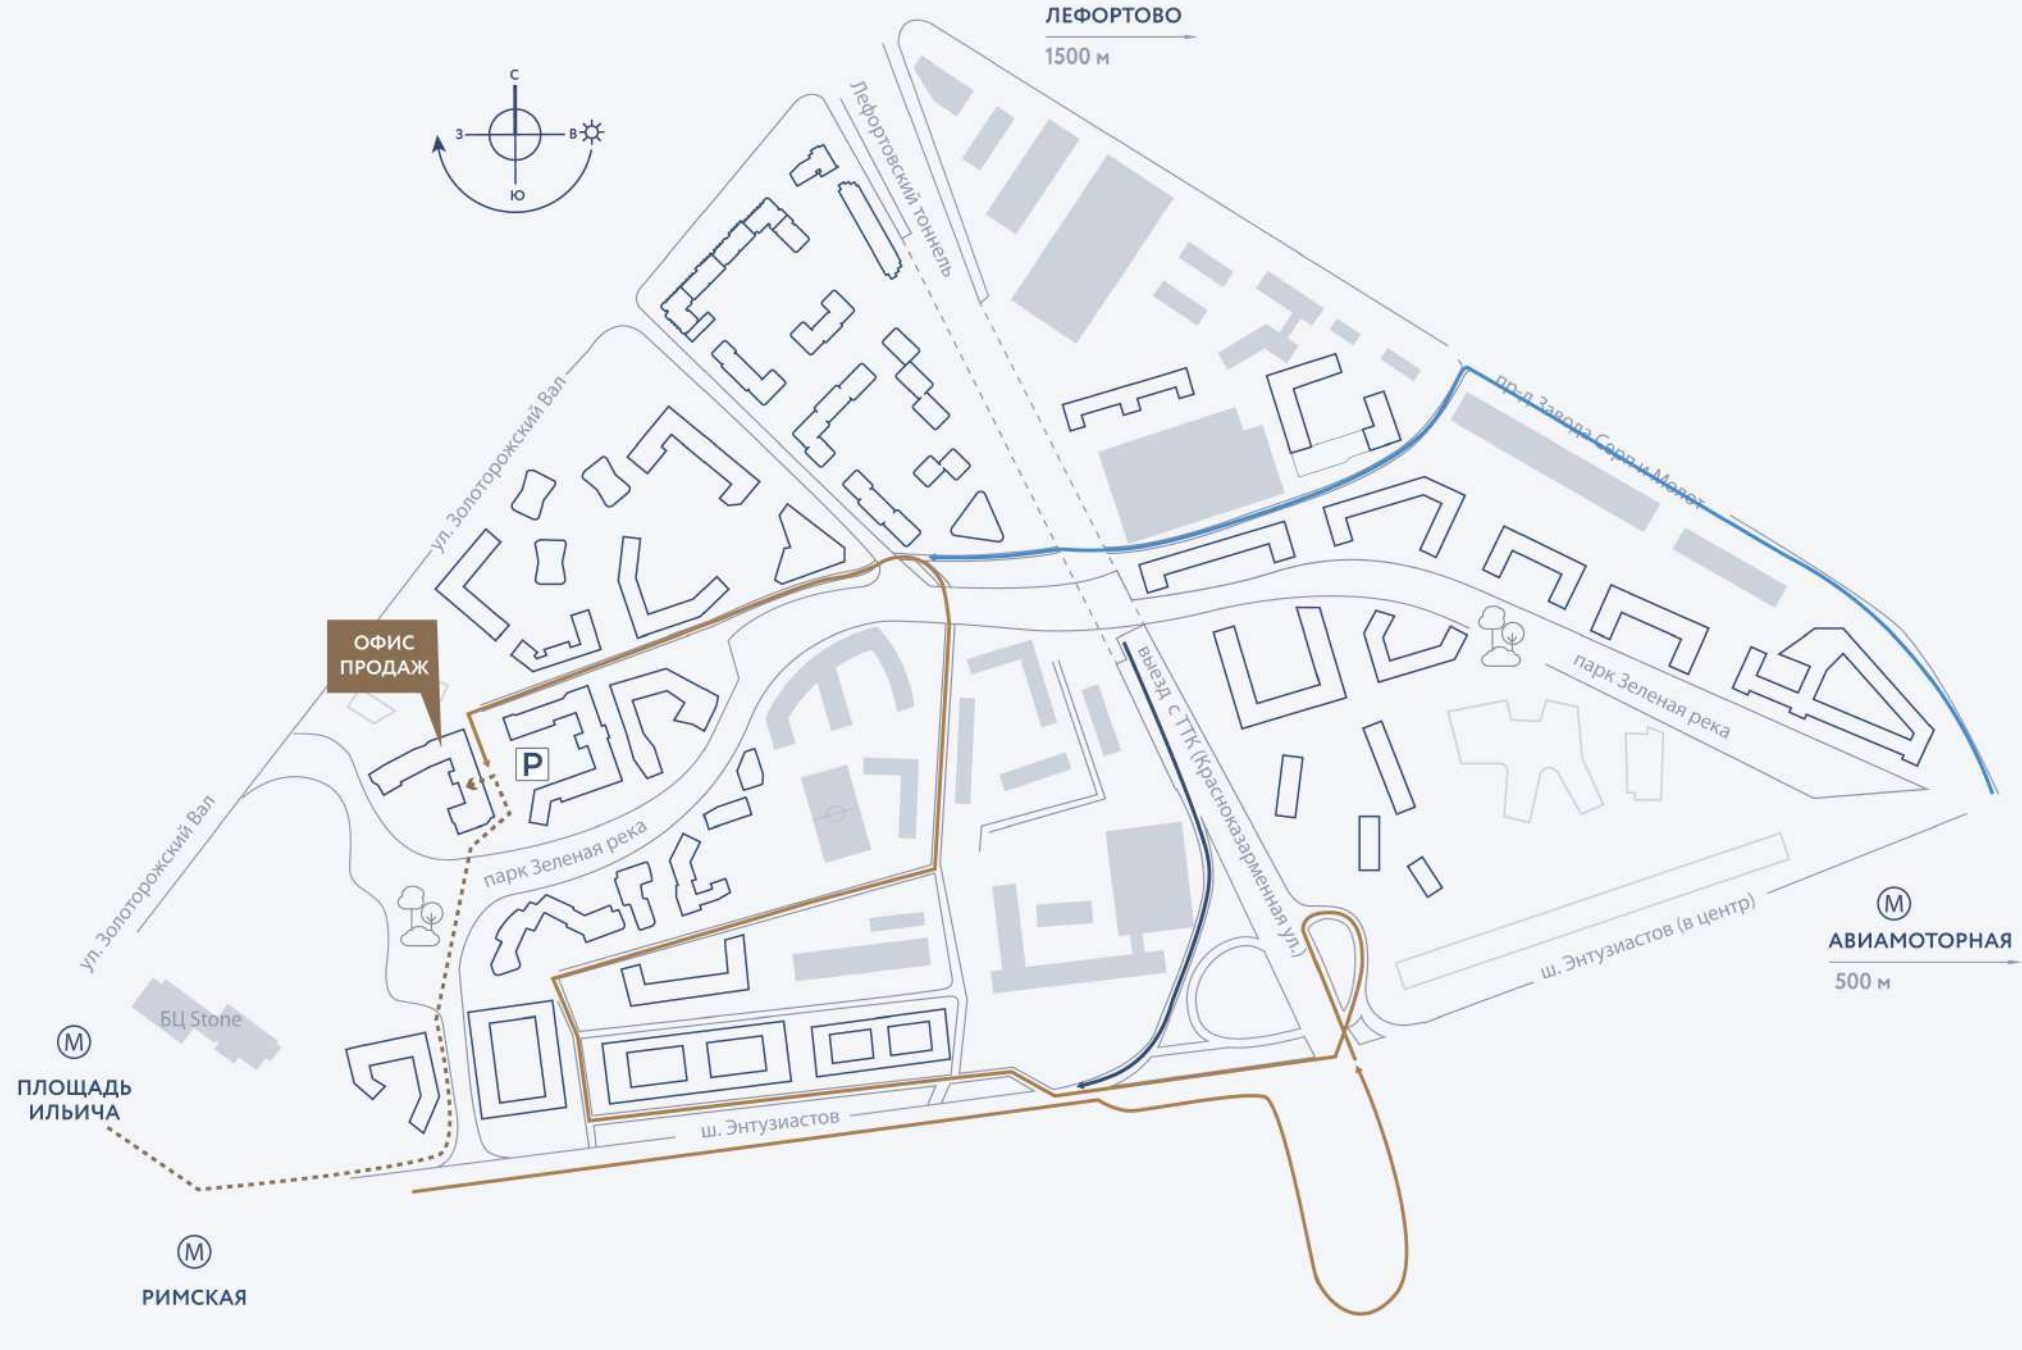 ЛЕФОРТОВО
1500 м
С
З
В
Ю
Лефортовский тоннель
ул. Золоторожский Вал
пр-д Завода Серп и Молот
ОФИС
ПРОДАЖ
P
выезд с ТТК (Красноказарменная ул.)
парк Зеленая река
ул. Золоторожский Вал
парк Зеленая река
ш. Энтузиастов (в центр)
М
АВИАМОТОРНАЯ
500 м
БЦ Stone
М
ПЛОЩАДЬ
ИЛЬИЧА
ш. Энтузиастов
М
РИМСКАЯ